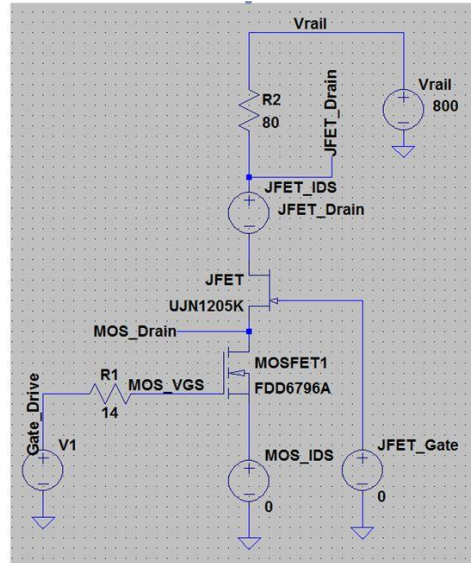 Vrail
Vrail
800
R2
80
JFET_Drain
JFET_IDS
JFET_Drain
JFET
UJN1205K
MOS_Drain
MOSFET1
FDD6796A
R1
14
MOS_VGS
Gate_Drive
V1
MOS_IDS
0
JFET_Gate
0